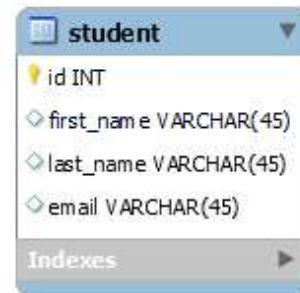 student
id INT
first_name VARCHAR(45)
last_name VARCHAR(45)
email VARCHAR(45)
Indexes